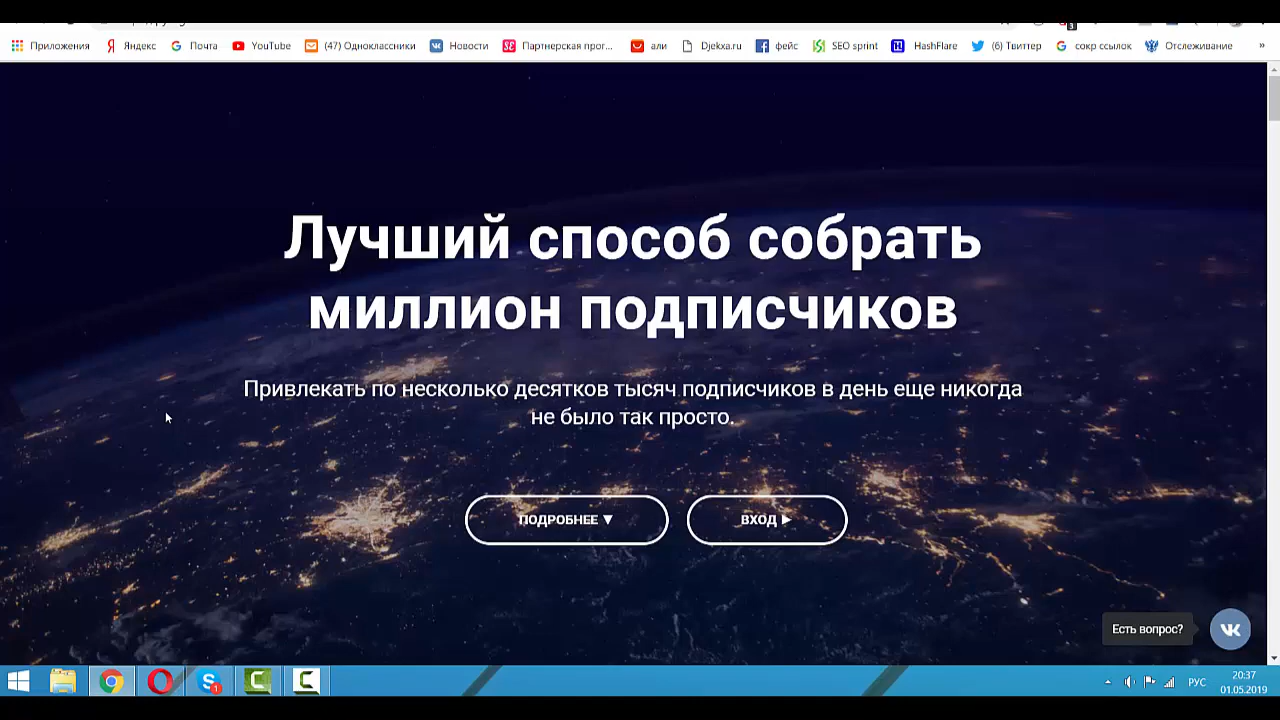 Приложения Яндекс Почта YouTube (47) Одноклассники Новости Партнерская прог... али Djekxa.ru фейс SEO sprint HashFlare (6) Твиттер сокр ссылок Отслеживание »
Лучший способ собрать
миллион подписчиков
Привлекать по несколько десятков тысяч подписчиков в день еще никогда
не было так просто.
ПОДРОБНЕЕ ▼ ВХОД ▶
Есть вопрос?
РУС
20:37
01.05.2019